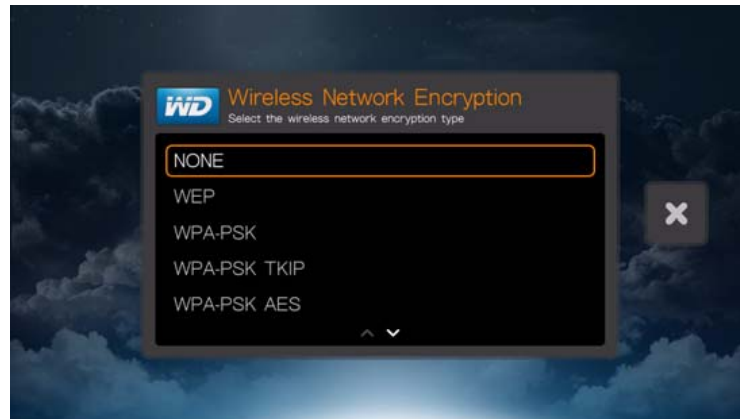 WD
Wireless Network Encryption
Select the wireless network encryption type
NONE
WEP
WPA-PSK
WPA-PSK TKIP
WPA-PSK AES